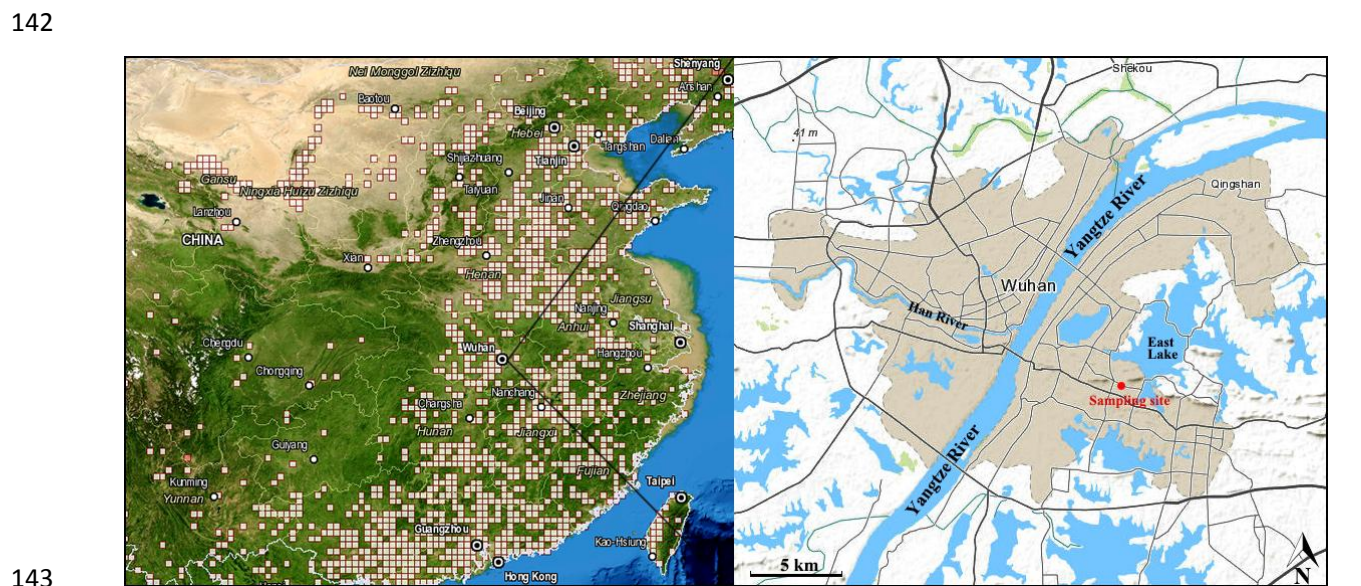 142
Nei Monggol Zizhiqu
Shenyang
Anshan
Baotou
Beijing
Hebei
Dalian
Tangshan
Tianjin
Shijiazhuang
Gansu
Taiyuan
Ningxia Huizu Zizhiqu
Jinan
Qingdao
Lanzhou
CHINA
Zhengzhou
Xian
Henan
Jiangsu
Nanjing
Anhui
Shanghai
Chengdu
Wuhan
Hangzhou
Chongqing
Nanchang
Zhejiang
Changsha
Hunan
Jiangxi
Guiyang
Fujian
Kunming
Taipei
Yunnan
Guangzhou
Kao-Hsiung
Hong Kong
Shekou
41 m
Qingshan
Yangtze River
Wuhan
Han River
East
Lake
Sampling site
Yangtze River
5 km
N
143